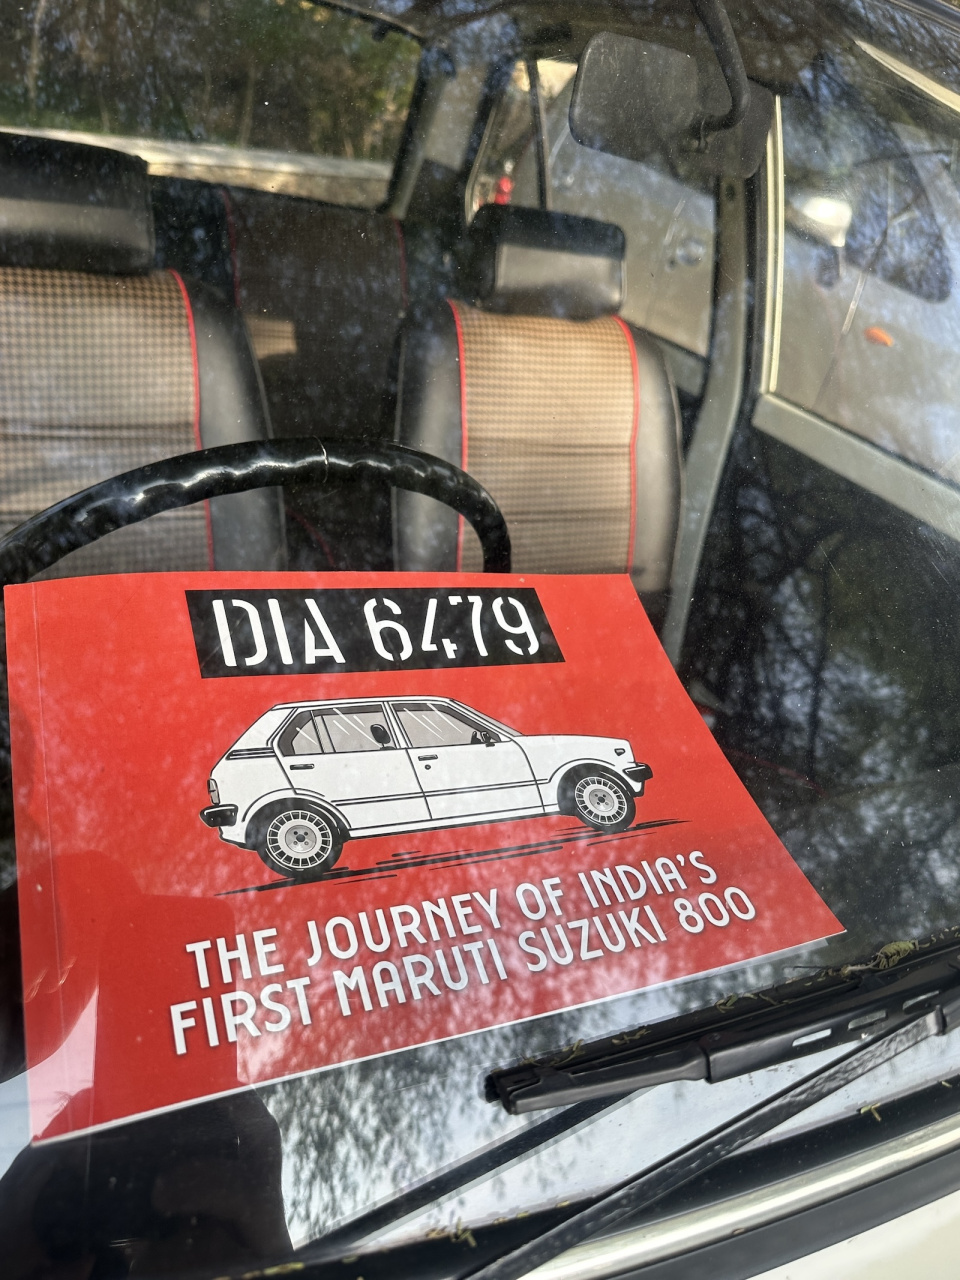 DIA 6479
THE JOURNEY OF INDIA'S
FIRST MARUTI SUZUKI 800